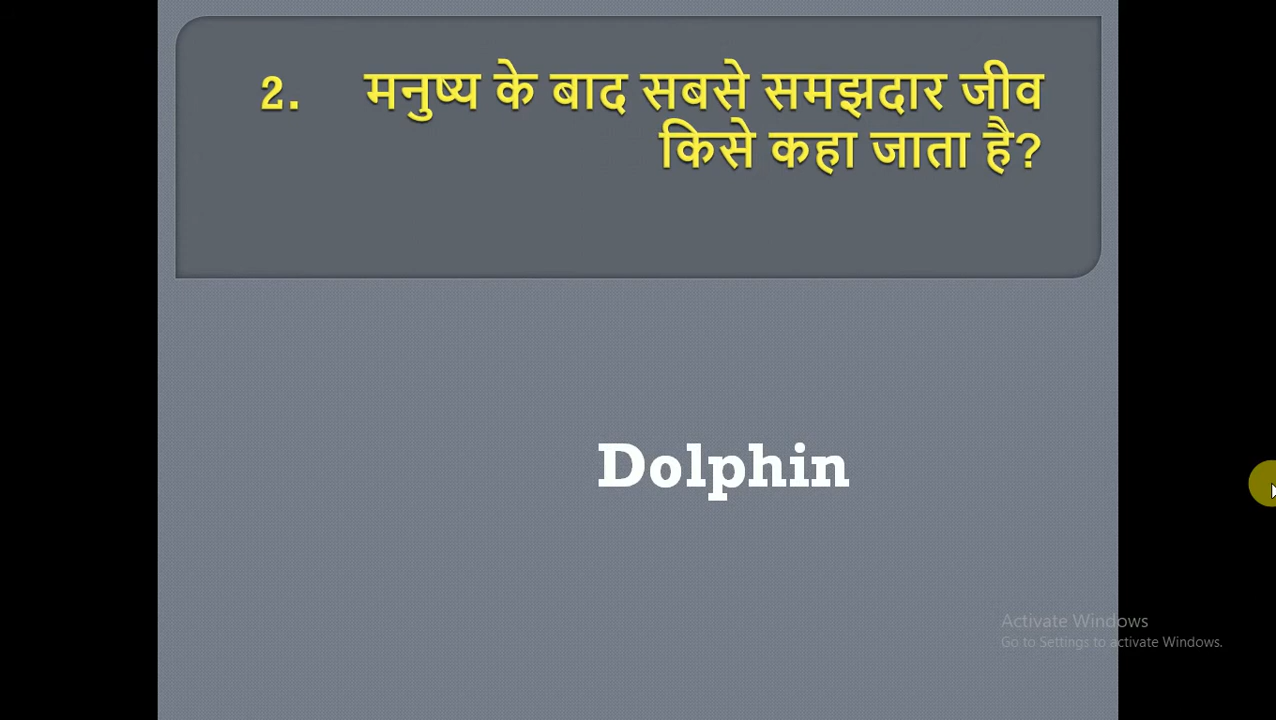 2. मनुष्य के बाद सबसे समझदार जीव
किसे कहा जाता है?
Dolphin
Activate Windows
Go to Settings to activate Windows.